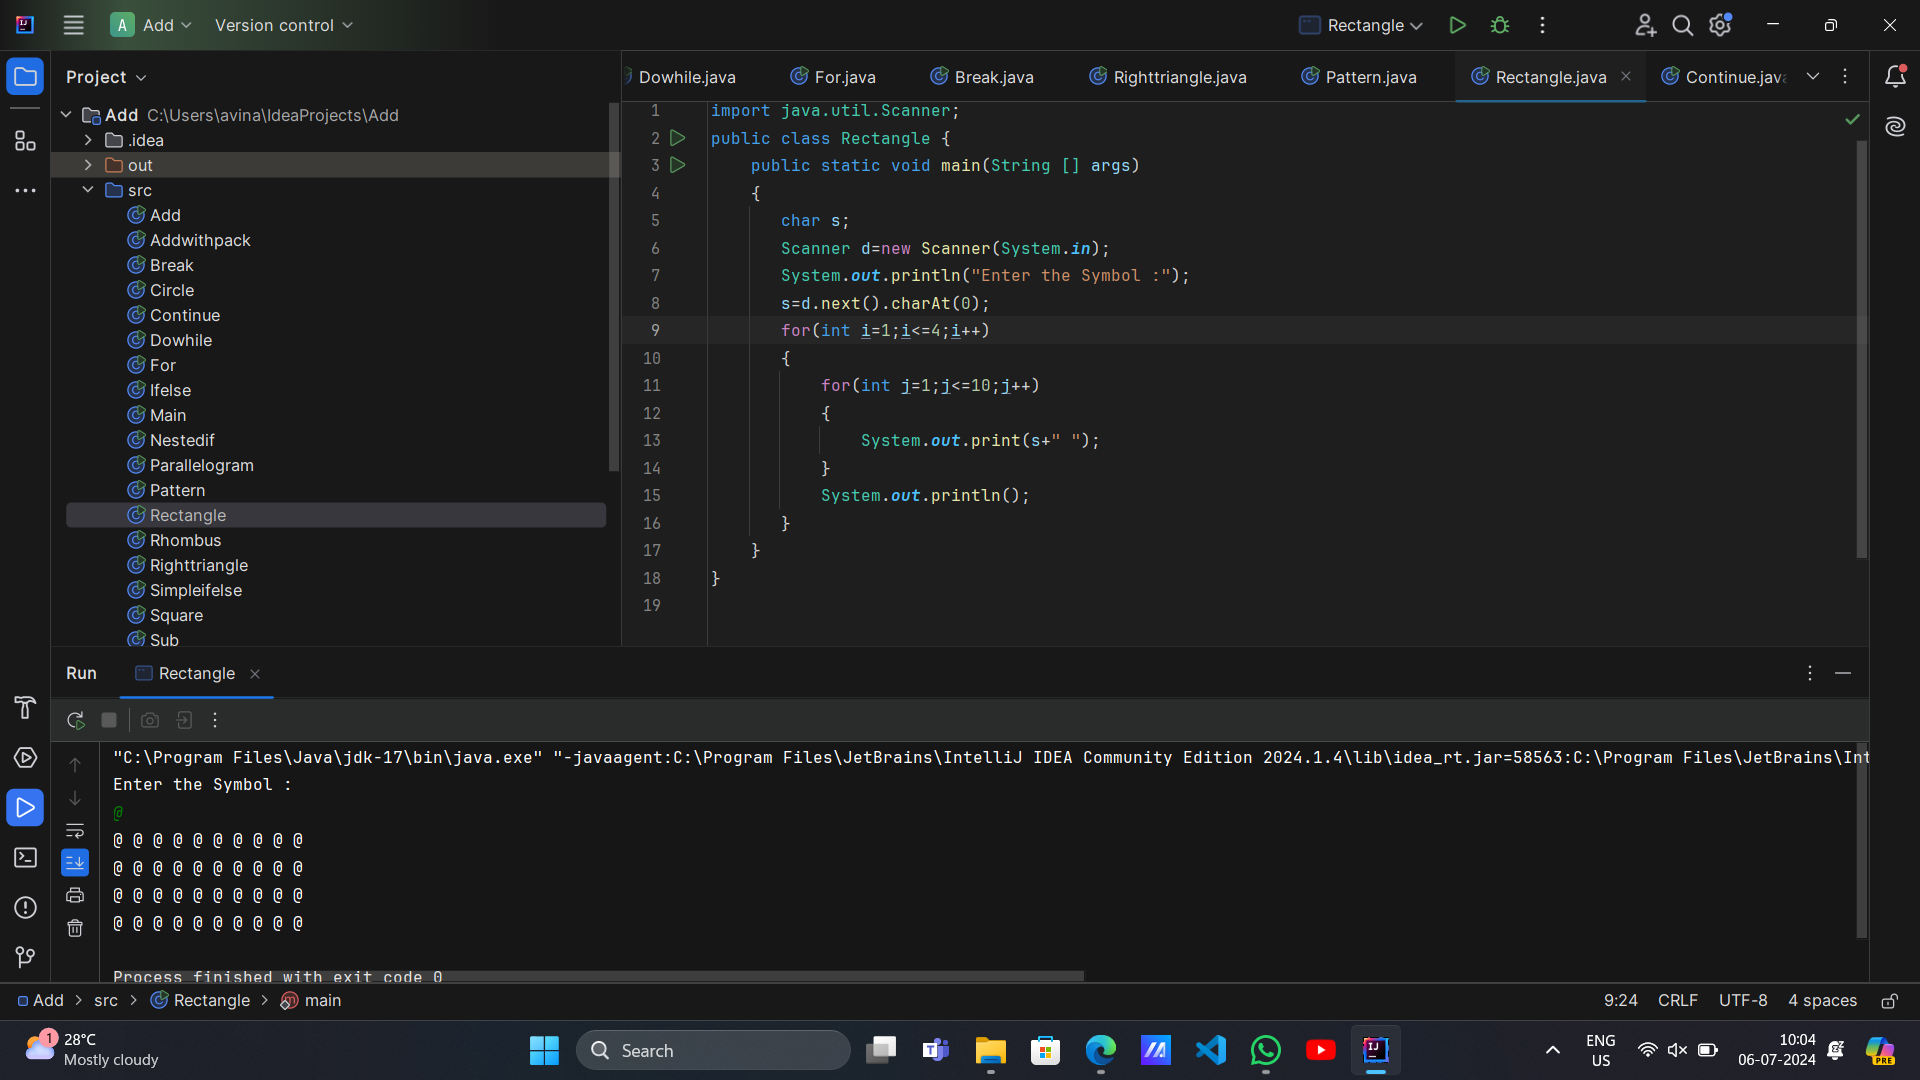 A Add Version control Rectangle
Project
Add C:\Users\avina\IdeaProjects\Add
.idea
out
src
Add
Addwithpack
Break
Circle
Continue
Dowhile
For
Ifelse
Main
Nestedif
Parallelogram
Pattern
Rectangle
Rhombus
Righttriangle
Simpleifelse
Square
Sub
Dowhile.java For.java Break.java Righttriangle.java Pattern.java Rectangle.java Continue.java
1 import java.util.Scanner;
2 public class Rectangle {
3 public static void main(String [] args)
4 {
5 char s;
6 Scanner d=new Scanner(System.in);
7 System.out.println("Enter the Symbol :");
8 s=d.next().charAt(0);
9 for(int i=1;i<=4;i++)
10 {
11 for(int j=1;j<=10;j++)
12 {
13 System.out.print(s+" ");
14 }
15 System.out.println();
16 }
17 }
18 }
19
Run Rectangle
"C:\Program Files\Java\jdk-17\bin\java.exe" "-javaagent:C:\Program Files\JetBrains\IntelliJ IDEA Community Edition 2024.1.4\lib\idea_rt.jar=58563:C:\Program Files\JetBrains\Int
Enter the Symbol :
@
@ @ @ @ @ @ @ @ @ @
@ @ @ @ @ @ @ @ @ @
@ @ @ @ @ @ @ @ @ @
@ @ @ @ @ @ @ @ @ @
Process finished with exit code 0
Add > src > Rectangle > main 9:24 CRLF UTF-8 4 spaces
1 28°C
Mostly cloudy
Search
ENG
US
10:04
06-07-2024
PRE